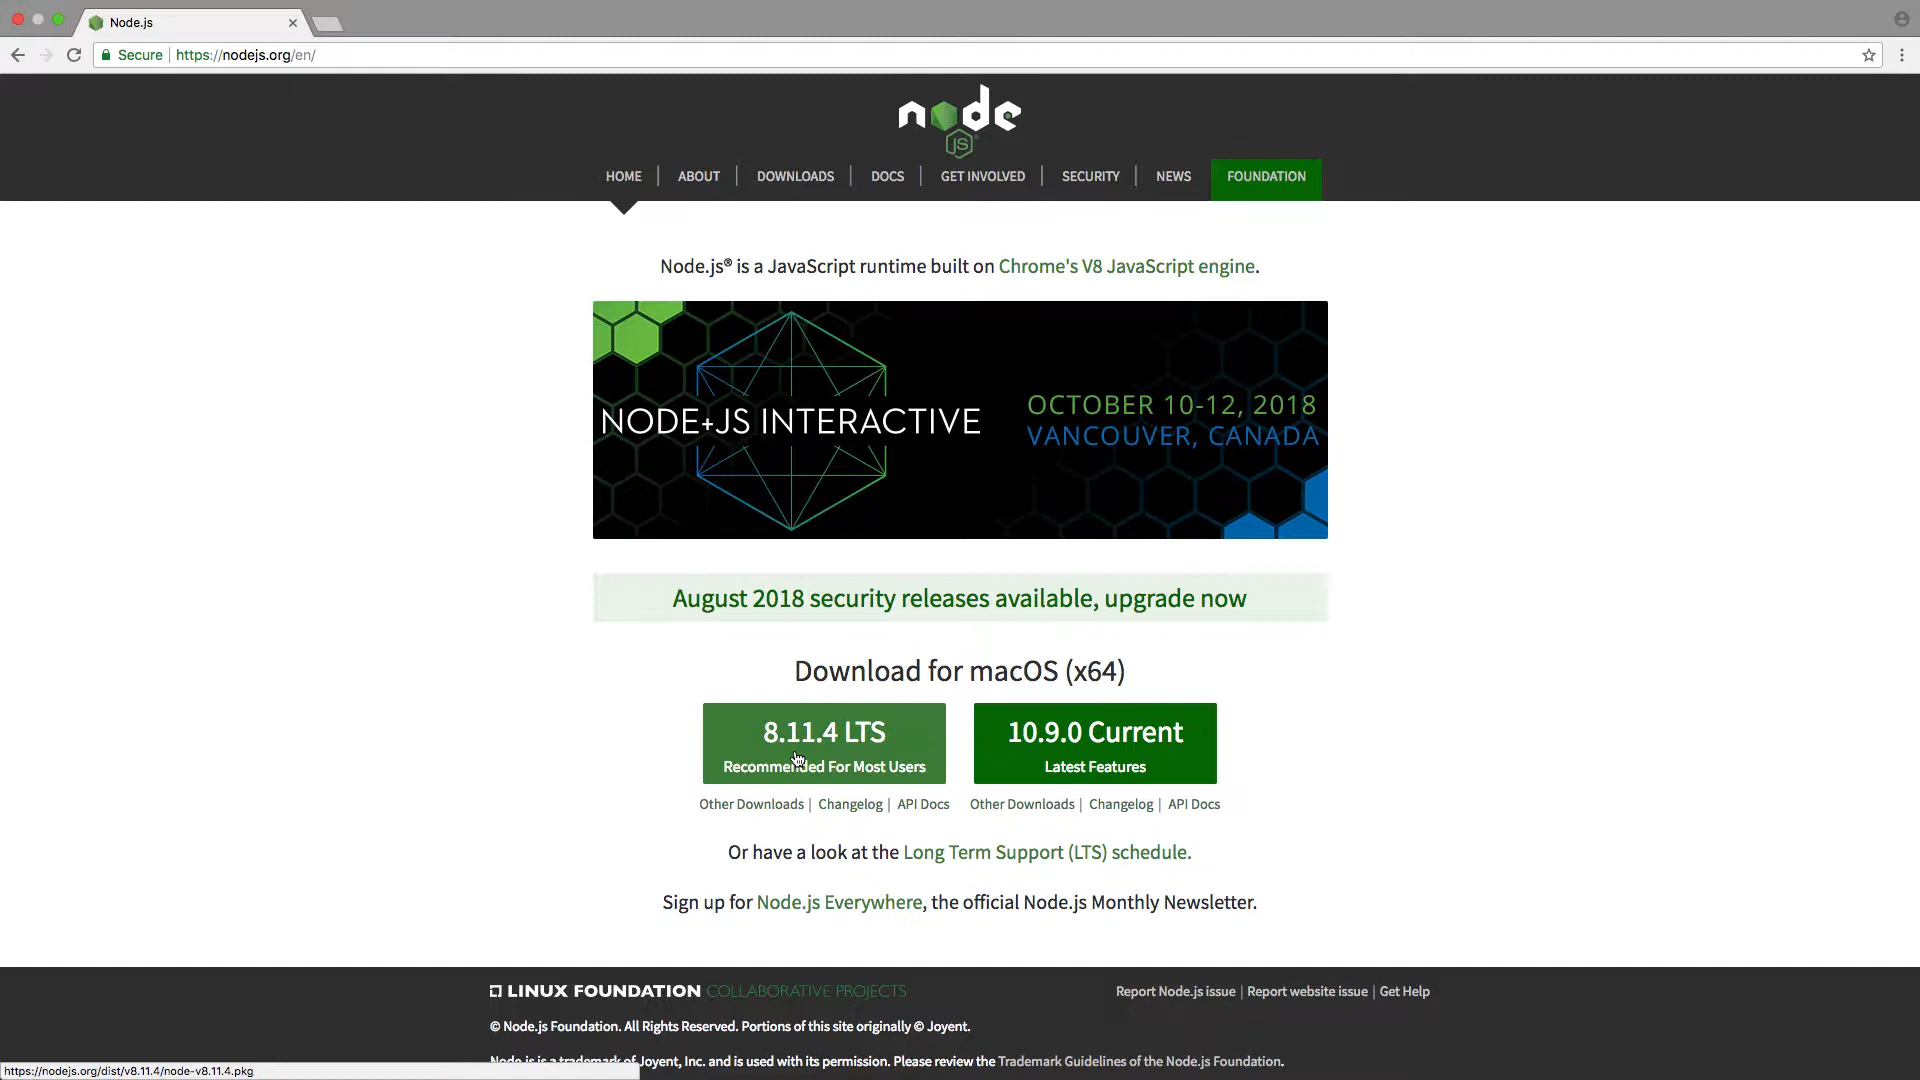 Node.js
Secure | https://nodejs.org/en/
node
JS
HOME | ABOUT | DOWNLOADS | DOCS | GET INVOLVED | SECURITY | NEWS FOUNDATION
Node.js® is a JavaScript runtime built on Chrome's V8 JavaScript engine.
NODE+JS INTERACTIVE
OCTOBER 10-12, 2018
VANCOUVER, CANADA
August 2018 security releases available, upgrade now
Download for macOS (x64)
8.11.4 LTS
Recommended For Most Users
10.9.0 Current
Latest Features
Other Downloads | Changelog | API Docs
Other Downloads | Changelog | API Docs
Or have a look at the Long Term Support (LTS) schedule.
Sign up for Node.js Everywhere, the official Node.js Monthly Newsletter.
LINUX FOUNDATION COLLABORATIVE PROJECTS
Report Node.js issue | Report website issue | Get Help
© Node.js Foundation. All Rights Reserved. Portions of this site originally © Joyent.
Node.js is a trademark of Joyent, Inc. and is used with its permission. Please review the Trademark Guidelines of the Node.js Foundation.
https://nodejs.org/dist/v8.11.4/node-v8.11.4.pkg